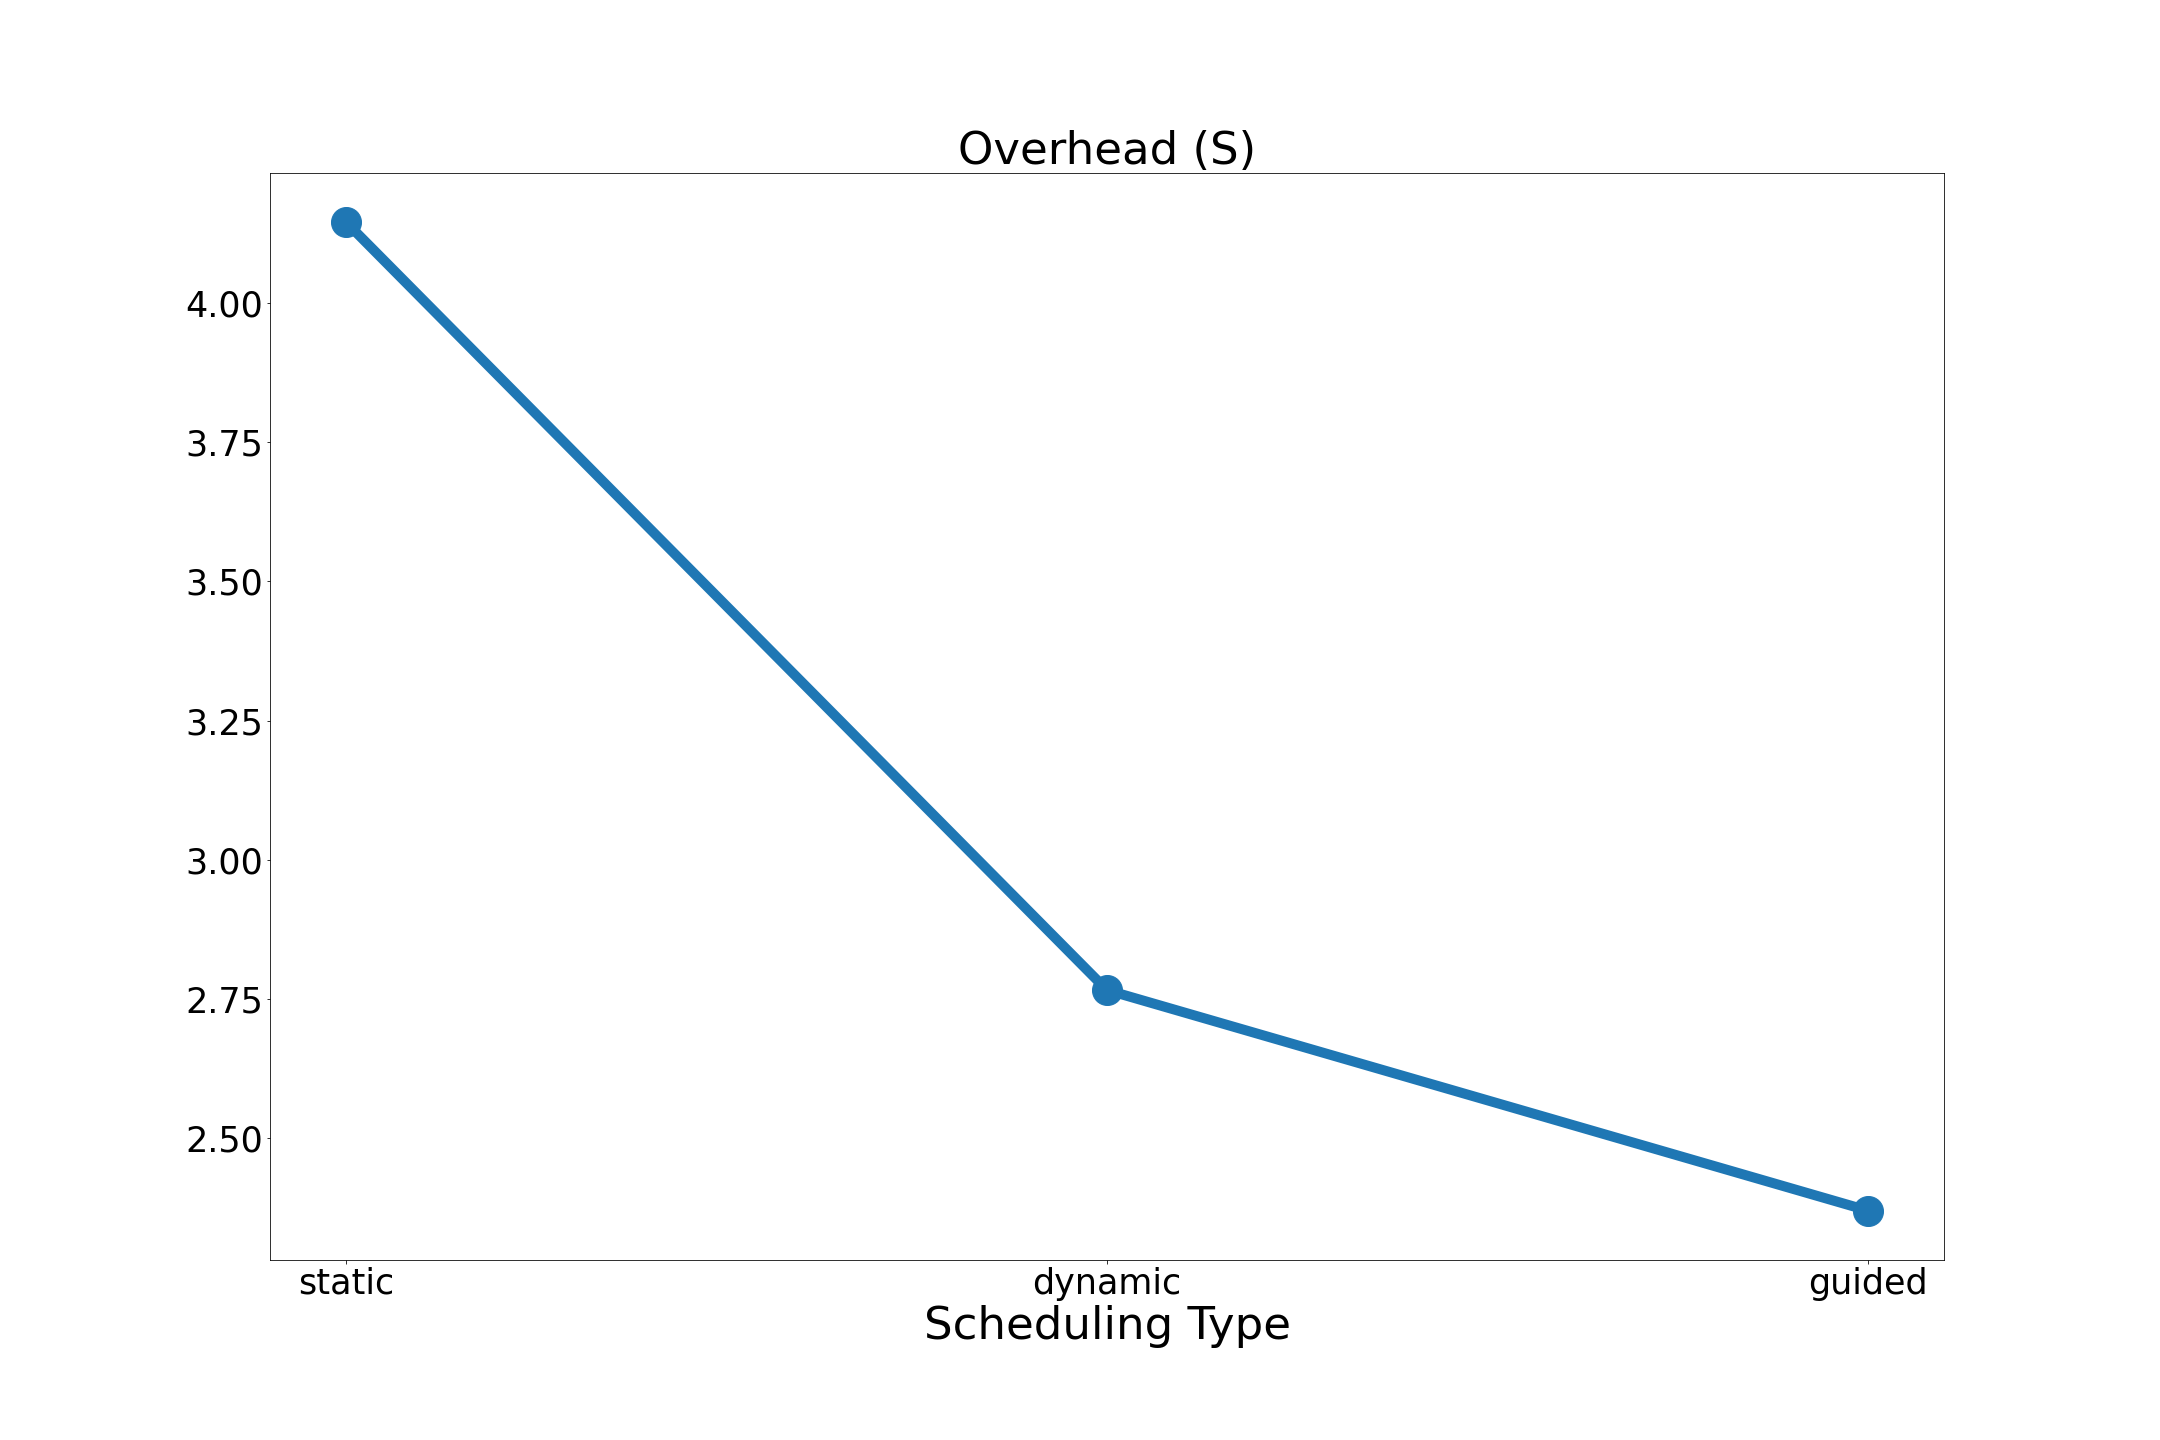 Overhead (S)
4.00
3.75
3.50
3.25
3.00
2.75
2.50
static dynamic guided
Scheduling Type